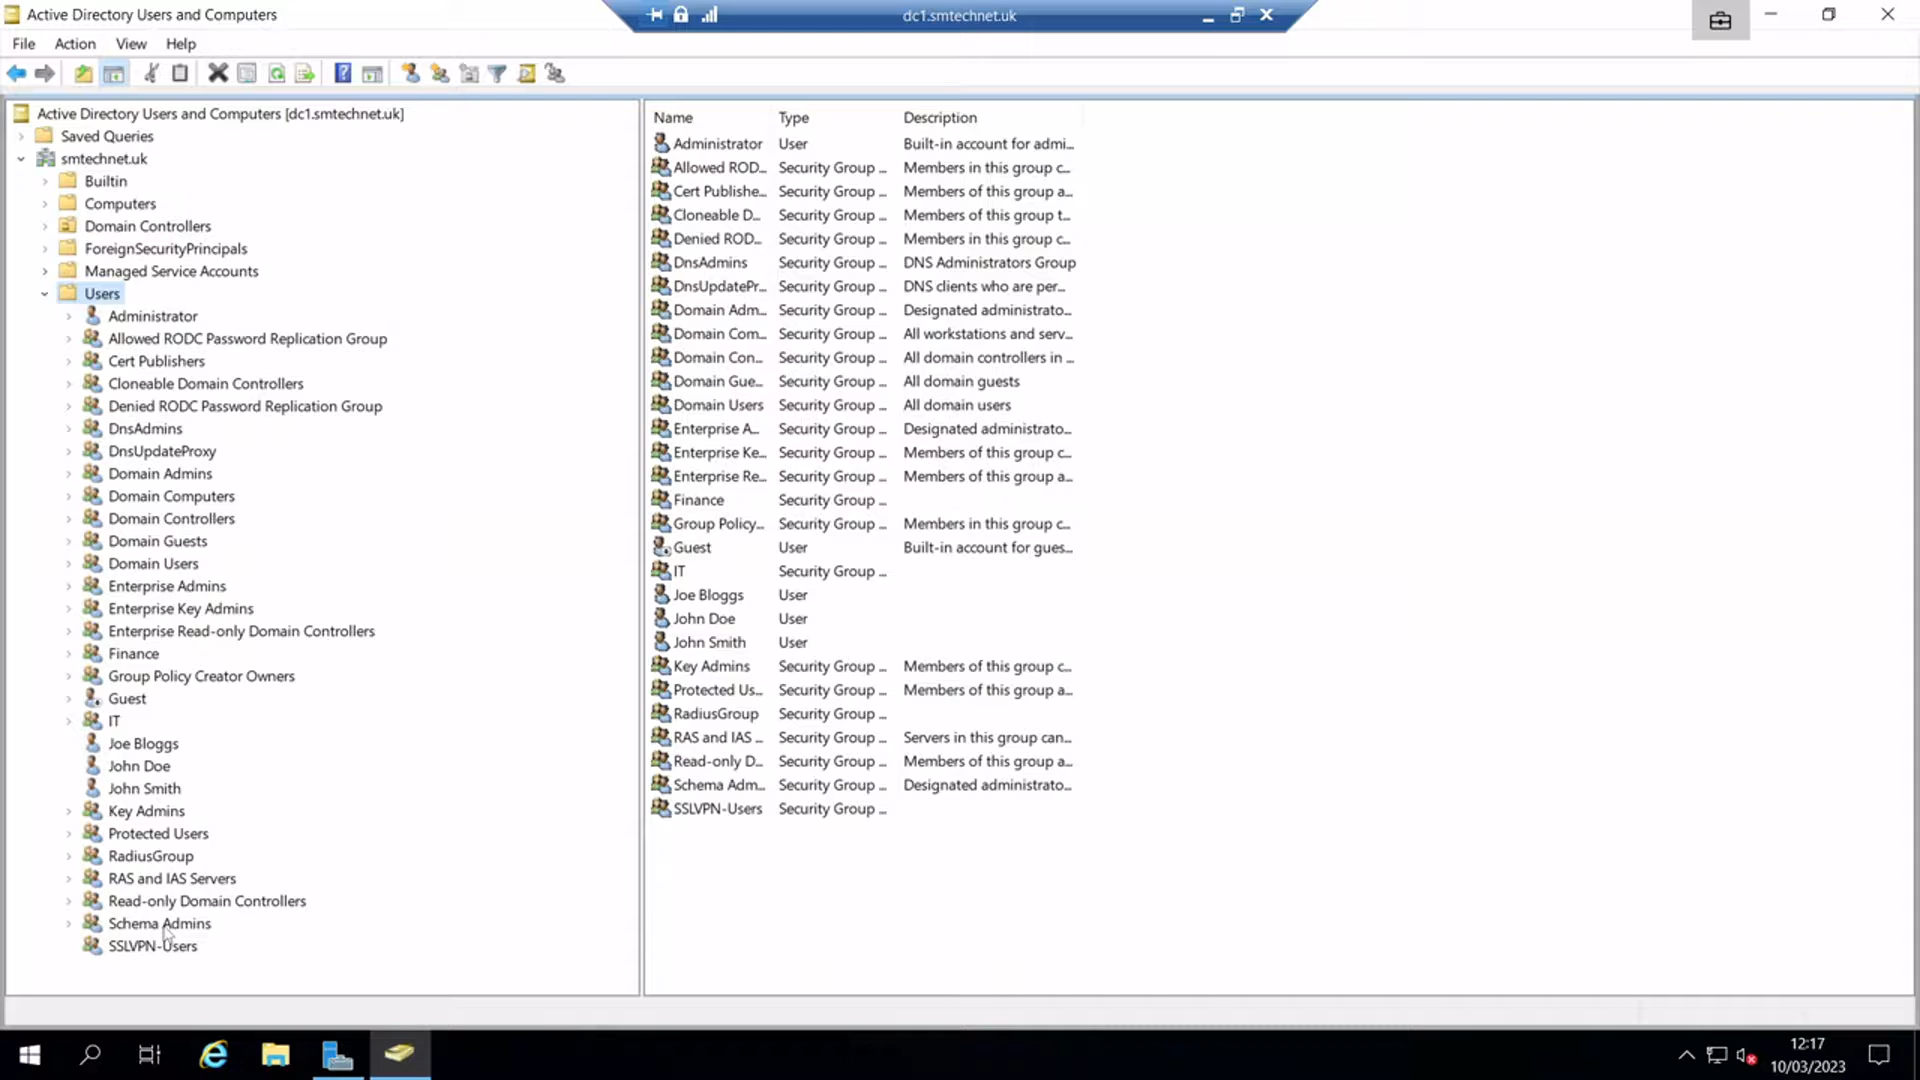 Active Directory Users and Computers
dc1.smtechnet.uk
File Action View Help
Active Directory Users and Computers [dc1.smtechnet.uk]
Saved Queries
smtechnet.uk
Builtin
Computers
Domain Controllers
ForeignSecurityPrincipals
Managed Service Accounts
Users
Administrator
Allowed RODC Password Replication Group
Cert Publishers
Cloneable Domain Controllers
Denied RODC Password Replication Group
DnsAdmins
DnsUpdateProxy
Domain Admins
Domain Computers
Domain Controllers
Domain Guests
Domain Users
Enterprise Admins
Enterprise Key Admins
Enterprise Read-only Domain Controllers
Finance
Group Policy Creator Owners
Guest
IT
Joe Bloggs
John Doe
John Smith
Key Admins
Protected Users
RadiusGroup
RAS and IAS Servers
Read-only Domain Controllers
Schema Admins
SSLVPN-Users
Name Type Description
Administrator User Built-in account for admi...
Allowed ROD... Security Group ... Members in this group c...
Cert Publishe... Security Group ... Members of this group a...
Cloneable D... Security Group ... Members of this group t...
Denied ROD... Security Group ... Members in this group c...
DnsAdmins Security Group ... DNS Administrators Group
DnsUpdatePr... Security Group ... DNS clients who are per...
Domain Adm... Security Group ... Designated administrato...
Domain Com... Security Group ... All workstations and serv...
Domain Con... Security Group ... All domain controllers in ...
Domain Gue... Security Group ... All domain guests
Domain Users Security Group ... All domain users
Enterprise A... Security Group ... Designated administrato...
Enterprise Ke... Security Group ... Members of this group c...
Enterprise Re... Security Group ... Members of this group a...
Finance Security Group ...
Group Policy... Security Group ... Members in this group c...
Guest User Built-in account for gues...
IT Security Group ...
Joe Bloggs User
John Doe User
John Smith User
Key Admins Security Group ... Members of this group c...
Protected Us... Security Group ... Members of this group a...
RadiusGroup Security Group ...
RAS and IAS ... Security Group ... Servers in this group can...
Read-only D... Security Group ... Members of this group a...
Schema Adm... Security Group ... Designated administrato...
SSLVPN-Users Security Group ...
12:17
10/03/2023